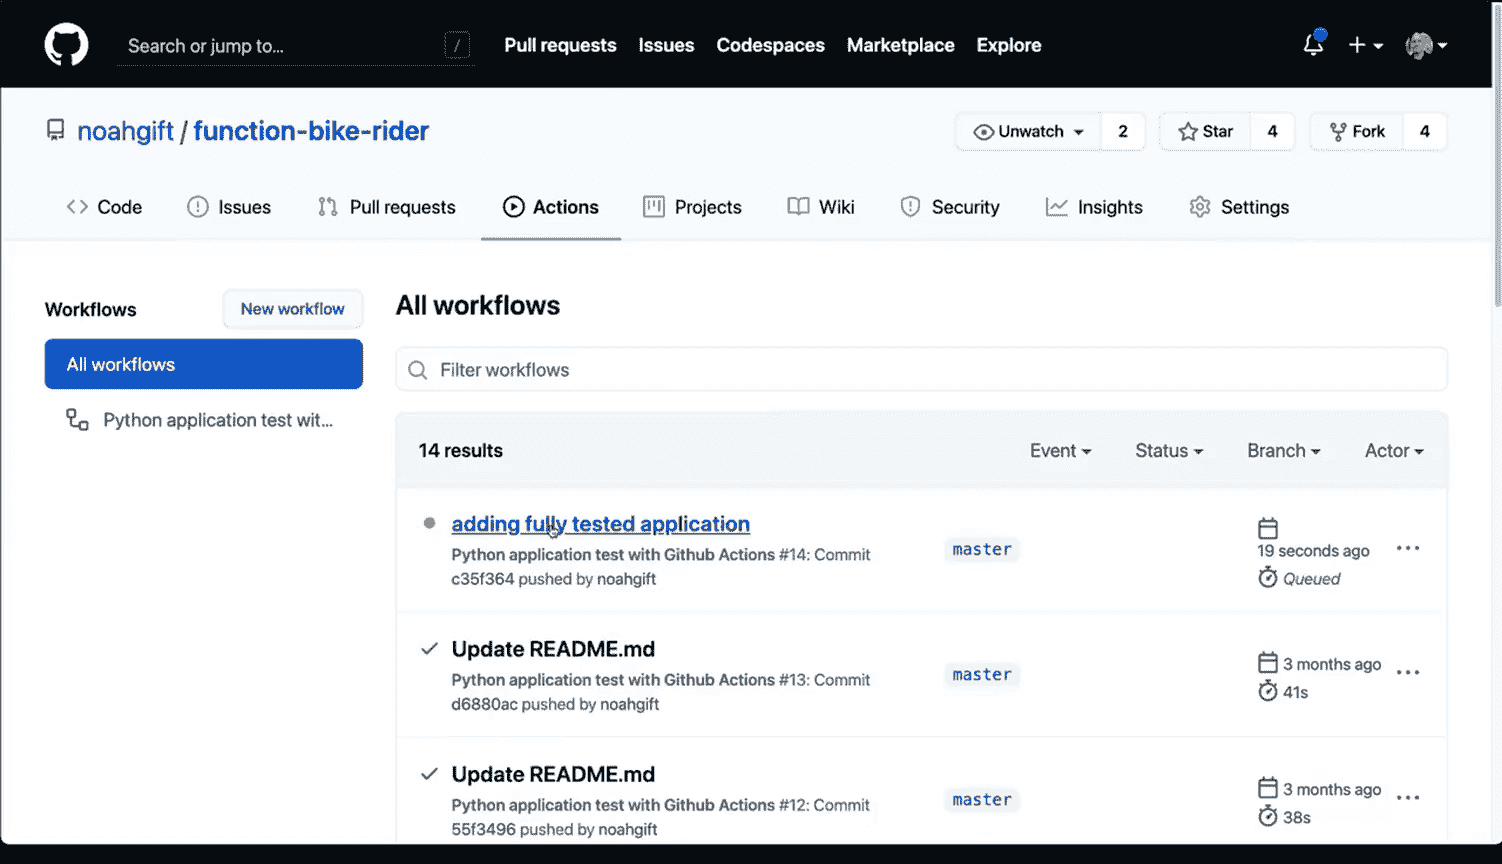 Search or jump to... / Pull requests Issues Codespaces Marketplace Explore
noahgift / function-bike-rider Unwatch 2 Star 4 Fork 4
Code Issues Pull requests Actions Projects Wiki Security Insights Settings
Workflows New workflow
All workflows
Python application test wit...
All workflows
Filter workflows
14 results Event Status Branch Actor
adding fully tested application
Python application test with Github Actions #14: Commit
c35f364 pushed by noahgift
master
19 seconds ago
Queued
Update README.md
Python application test with Github Actions #13: Commit
d6880ac pushed by noahgift
master
3 months ago
41s
Update README.md
Python application test with Github Actions #12: Commit
55f3496 pushed by noahgift
master
3 months ago
38s